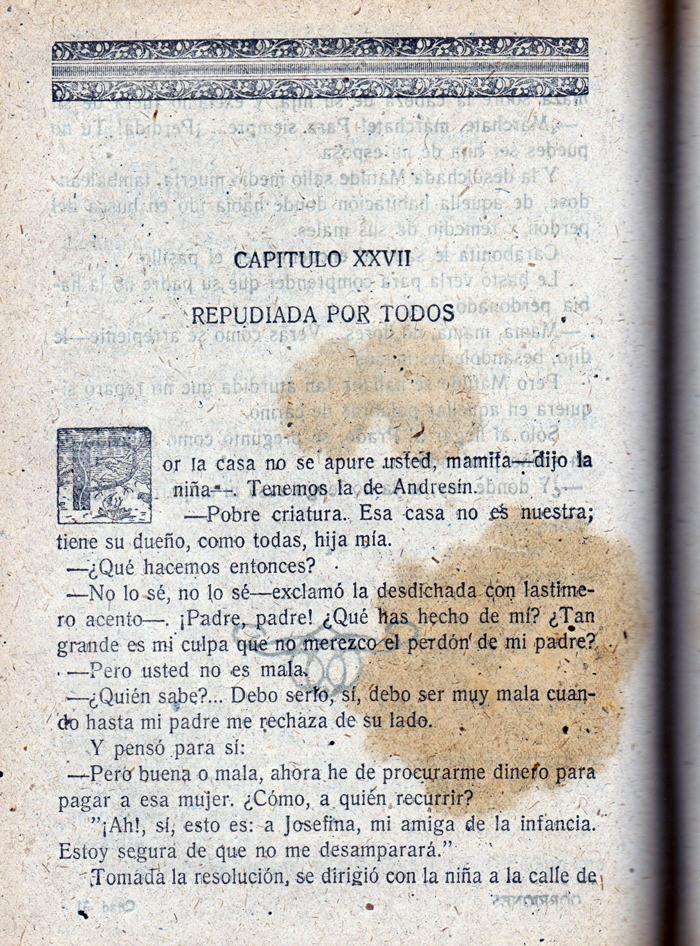 CAPITULO XXVII
REPUDIADA POR TODOS
Por la casa no se apure usted, mamita—dijo la
niña—. Tenemos la de Andresín.
—Pobre criatura. Esa casa no es nuestra;
tiene su dueño, como todas, hija mía.
—¿Qué hacemos entonces?
—No lo sé, no lo sé—exclamó la desdichada con lastime-
ro acento—. ¡Padre, padre! ¿Qué has hecho de mí? ¿Tan
grande es mi culpa que no merezco el perdón de mi padre?
—Pero usted no es mala.
—¿Quién sabe?... Debo serlo, sí, debo ser muy mala cuan-
do hasta mi padre me rechaza de su lado.
Y pensó para sí:
—Pero buena o mala, ahora he de procurarme dinero para
pagar a esa mujer. ¿Cómo, a quién recurrir?
"¡Ah!, sí, esto es: a Josefina, mi amiga de la infancia.
Estoy segura de que no me desamparará."
Tomada la resolución, se dirigió con la niña a la calle de